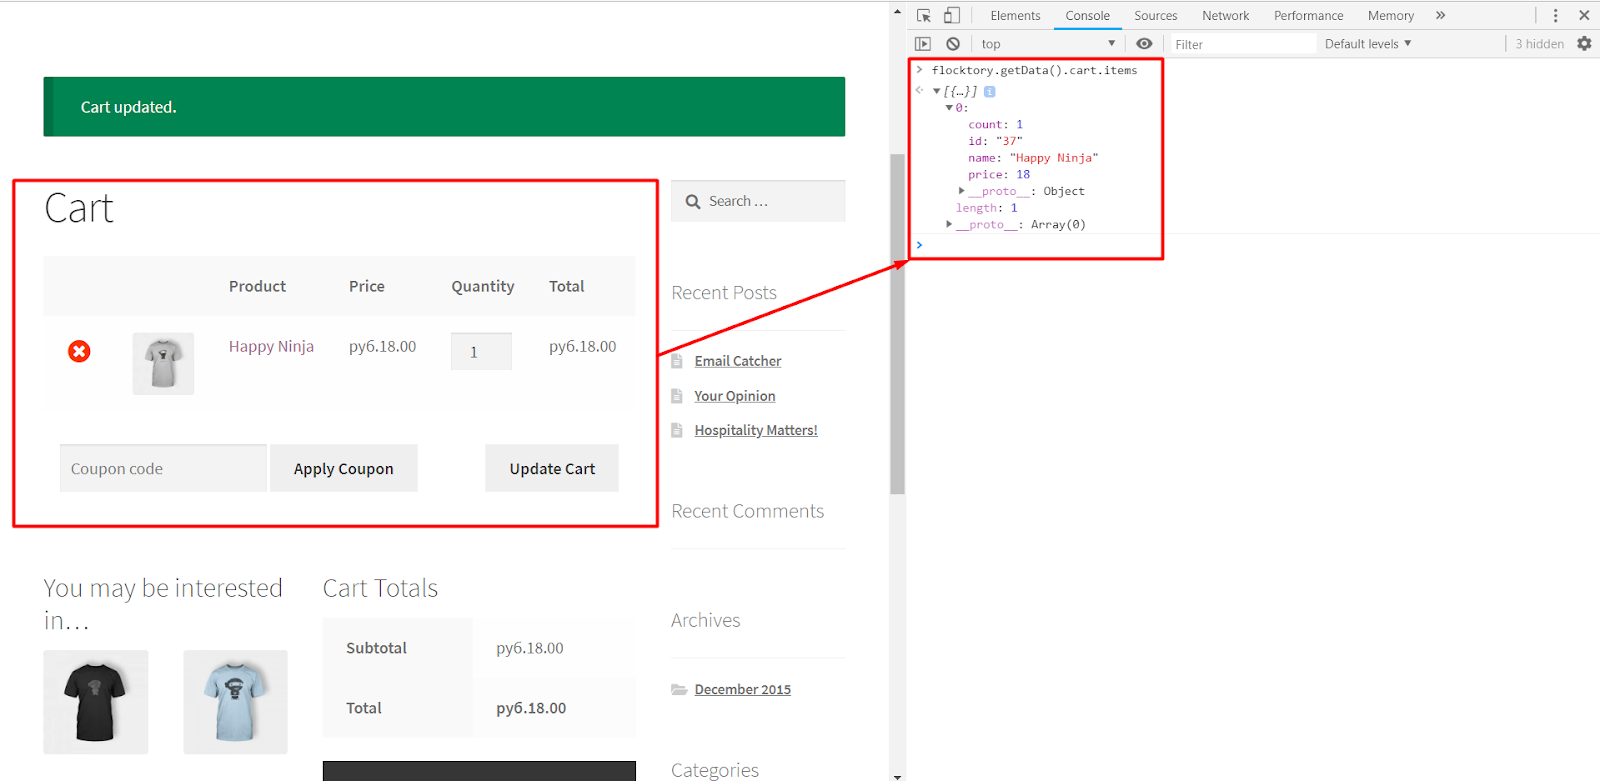 Cart updated.
Cart
Product Price Quantity Total
Happy Ninja руб.18.00 1 руб.18.00
Coupon code Apply Coupon Update Cart
You may be interested
in…
Cart Totals
Subtotal руб.18.00
Total руб.18.00
Search …
Recent Posts
Email Catcher
Your Opinion
Hospitality Matters!
Recent Comments
Archives
December 2015
Categories
Elements Console Sources Network Performance Memory »
top Filter Default levels ▼ 3 hidden
> flocktory.getData().cart.items
<· ▼[{…}] i
▼0:
count: 1
id: "37"
name: "Happy Ninja"
price: 18
▶__proto__: Object
length: 1
▶__proto__: Array(0)
>